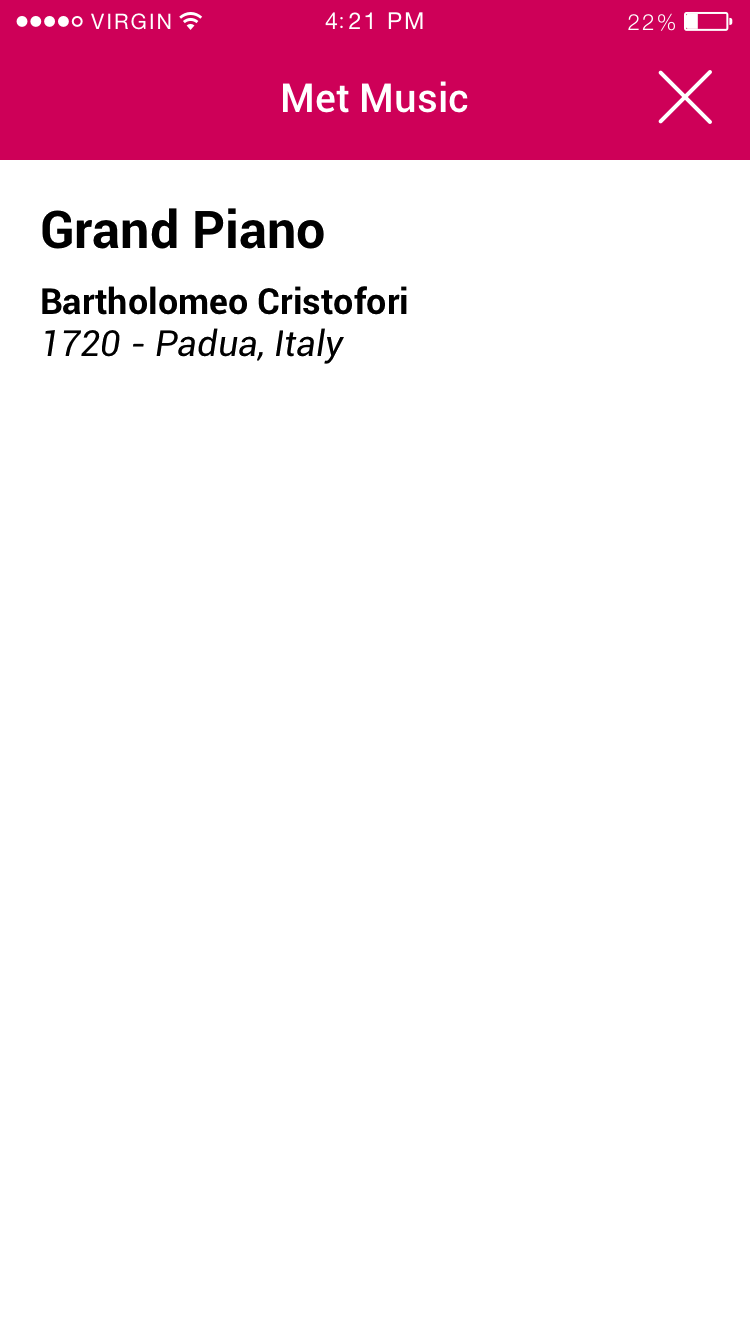 VIRGIN 4:21 PM 22%
Met Music
Grand Piano
Bartholomeo Cristofori
1720 - Padua, Italy